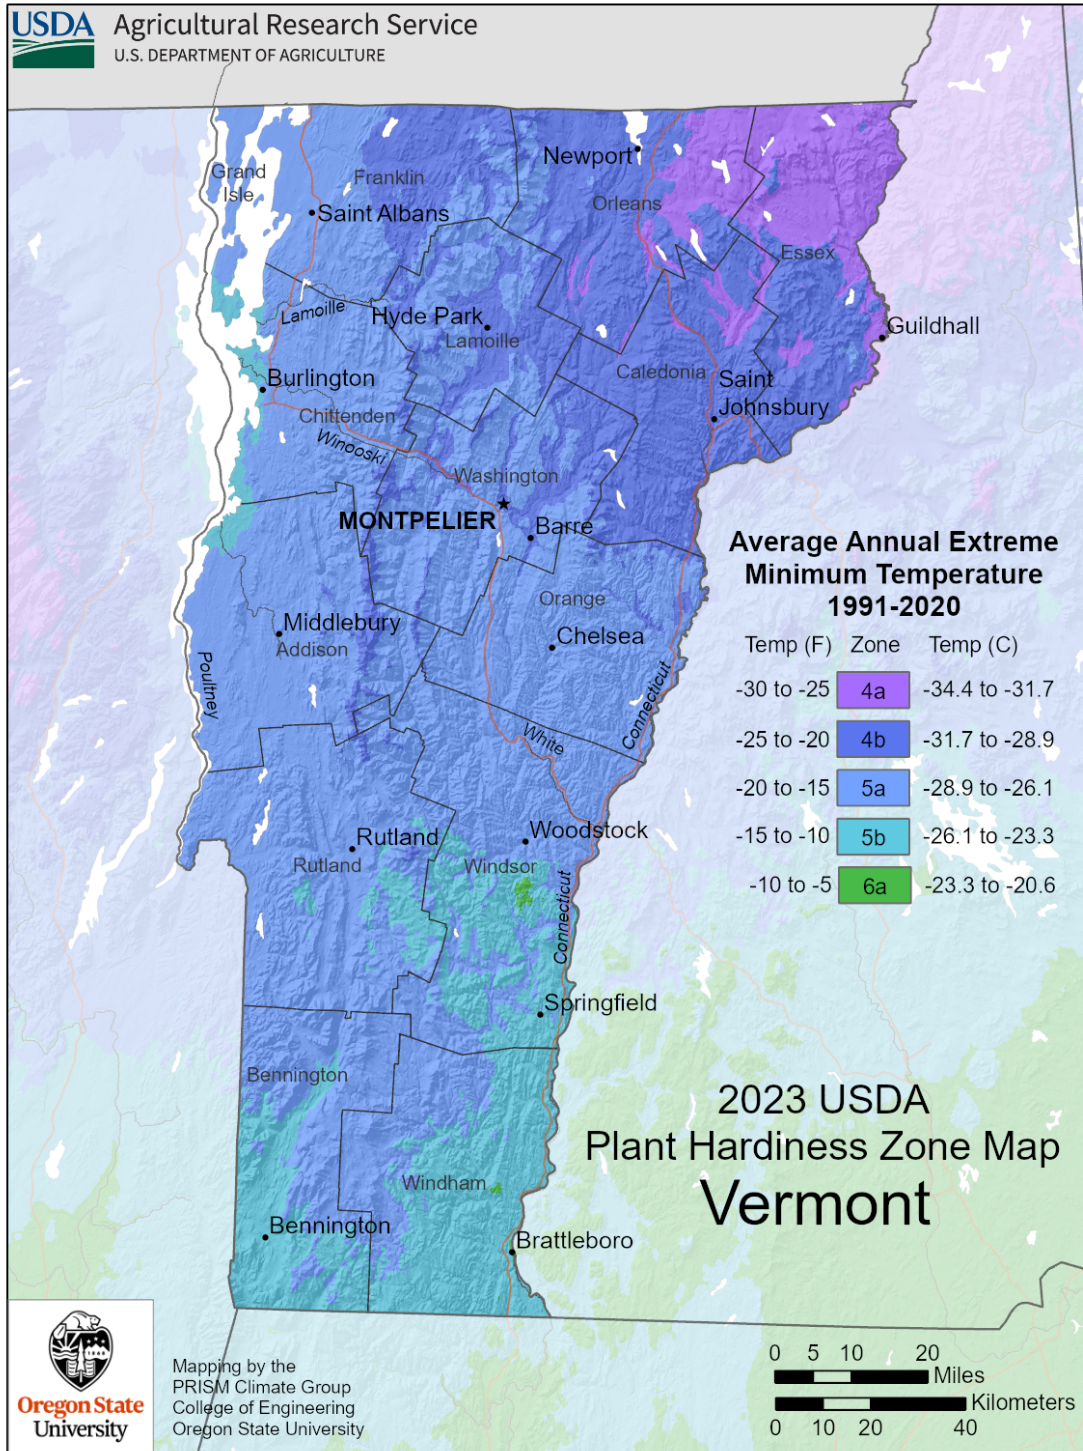 USDA
Agricultural Research Service
U.S. DEPARTMENT OF AGRICULTURE
Newport
Grand
Isle
Franklin
Orleans
Saint Albans
Essex
Lamoille
Hyde Park
Lamoille
Guildhall
Burlington
Caledonia
Saint
Johnsbury
Chittenden
Winooski
Washington
MONTPELIER
Barre
Orange
Middlebury
Addison
Chelsea
Poultney
Connecticut
White
Rutland
Rutland
Woodstock
Windsor
Connecticut
Springfield
Bennington
Windham
Bennington
Brattleboro
Average Annual Extreme
Minimum Temperature
1991-2020
Temp (F) Zone Temp (C)
-30 to -25 4a -34.4 to -31.7
-25 to -20 4b -31.7 to -28.9
-20 to -15 5a -28.9 to -26.1
-15 to -10 5b -26.1 to -23.3
-10 to -5 6a -23.3 to -20.6
2023 USDA
Plant Hardiness Zone Map
Vermont
Oregon State
University
Mapping by the
PRISM Climate Group
College of Engineering
Oregon State University
0 5 10 20
Miles
Kilometers
0 10 20 40